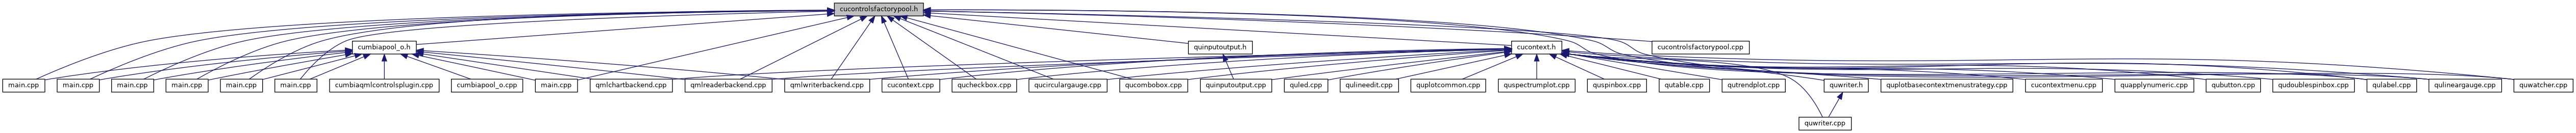 cucontrolsfactorypool.h
cumbiapool_o.h
quinputoutput.h
cucontext.h
cucontrolsfactorypool.cpp
main.cpp
main.cpp
main.cpp
main.cpp
main.cpp
main.cpp
cumbiaqmlcontrolsplugin.cpp
cumbiapool_o.cpp
main.cpp
qmlchartbackend.cpp
qmlreaderbackend.cpp
qmlwriterbackend.cpp
cucontext.cpp
qucheckbox.cpp
qucirculargauge.cpp
qucombobox.cpp
quinputoutput.cpp
quled.cpp
qulineedit.cpp
quplotcommon.cpp
quspectrumplot.cpp
quspinbox.cpp
qutable.cpp
qutrendplot.cpp
quwriter.h
quplotbasecontextmenustrategy.cpp
cucontextmenu.cpp
quapplynumeric.cpp
qubutton.cpp
qudoublespinbox.cpp
qulabel.cpp
qulineargauge.cpp
quwatcher.cpp
quwriter.cpp